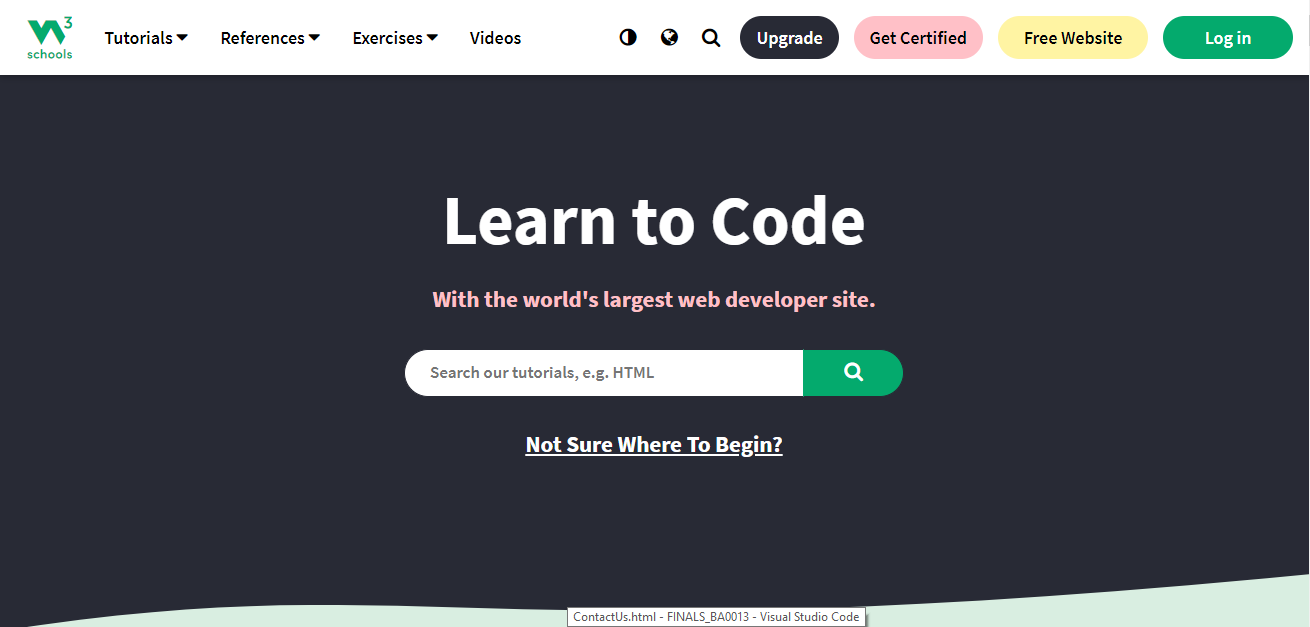 3
schools
Tutorials
References
Exercises
Videos
Upgrade
Get Certified
Free Website
Log in
Learn to Code
With the world's largest web developer site.
Search our tutorials, e.g. HTML
Not Sure Where To Begin?
ContactUs.html - FINALS_BA0013 - Visual Studio Code